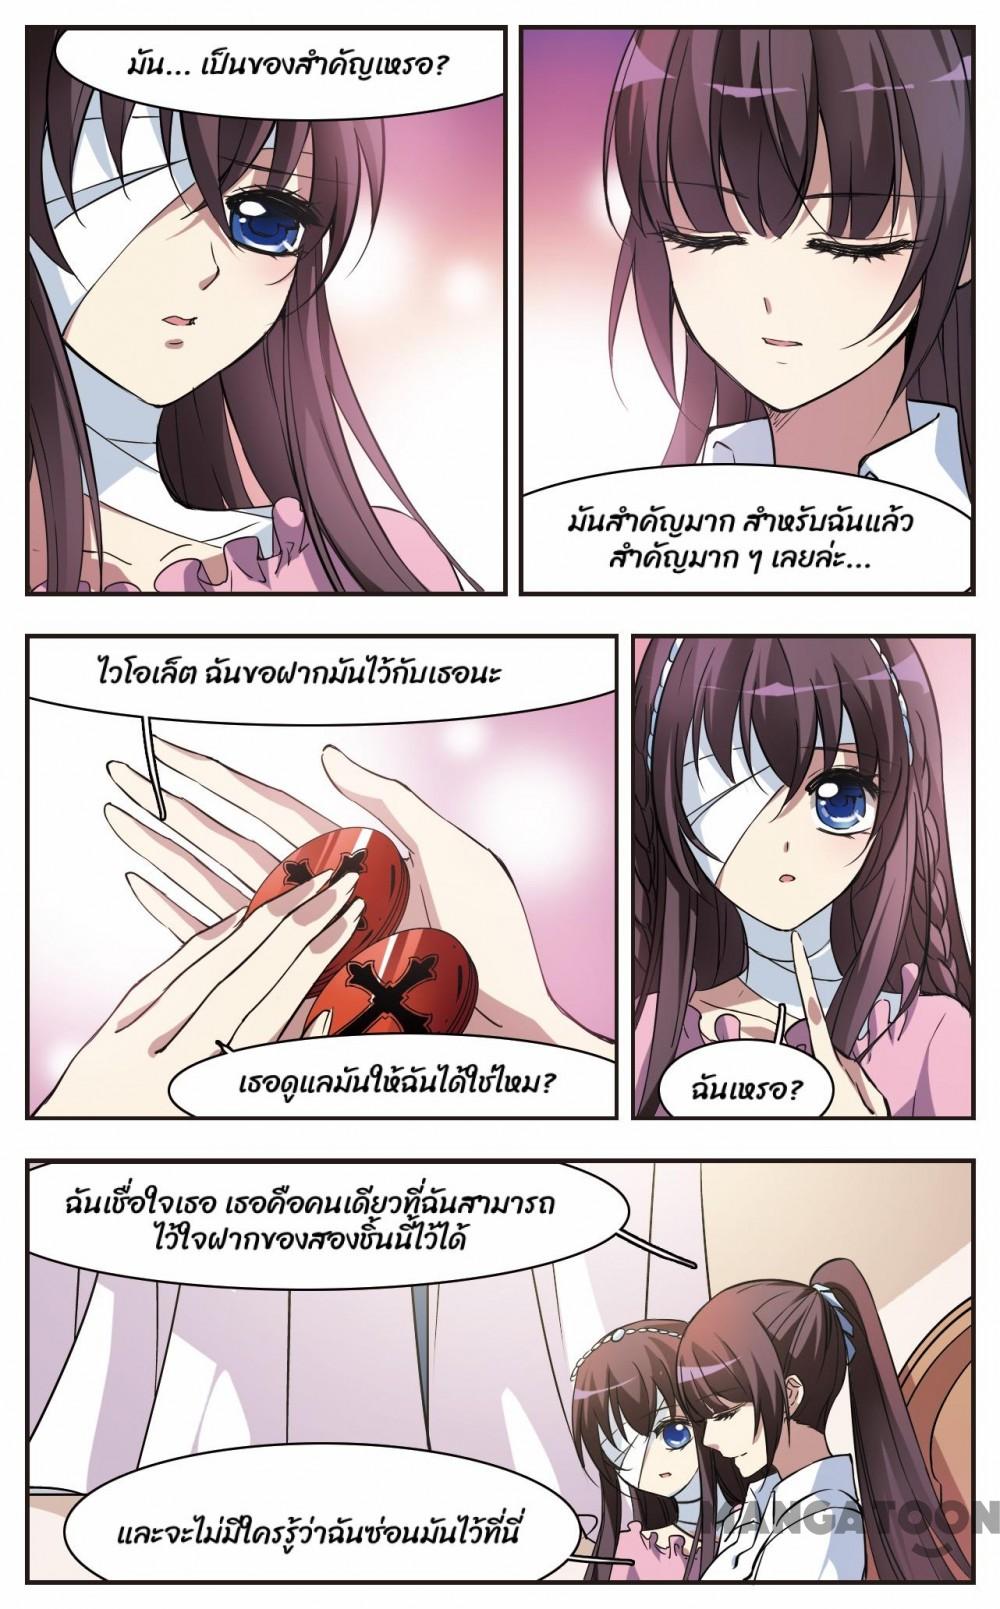 มัน... เป็นของสำคัญเหรอ?
มันสำคัญมาก สำหรับฉันแล้ว
สำคัญมาก ๆ เลยล่ะ...
ไวโอเล็ต ฉันขอฝากมันไว้กับเธอนะ
เธอดูแลมันให้ฉันได้ใช่ไหม?
ฉันเหรอ?
ฉันเชื่อใจเธอ เธอคือคนเดียวที่ฉันสามารถ
ไว้ใจฝากของสองชิ้นนี้ไว้ได้
และจะไม่มีใครรู้ว่าฉันซ่อนมันไว้ที่นี่
MANGATOON